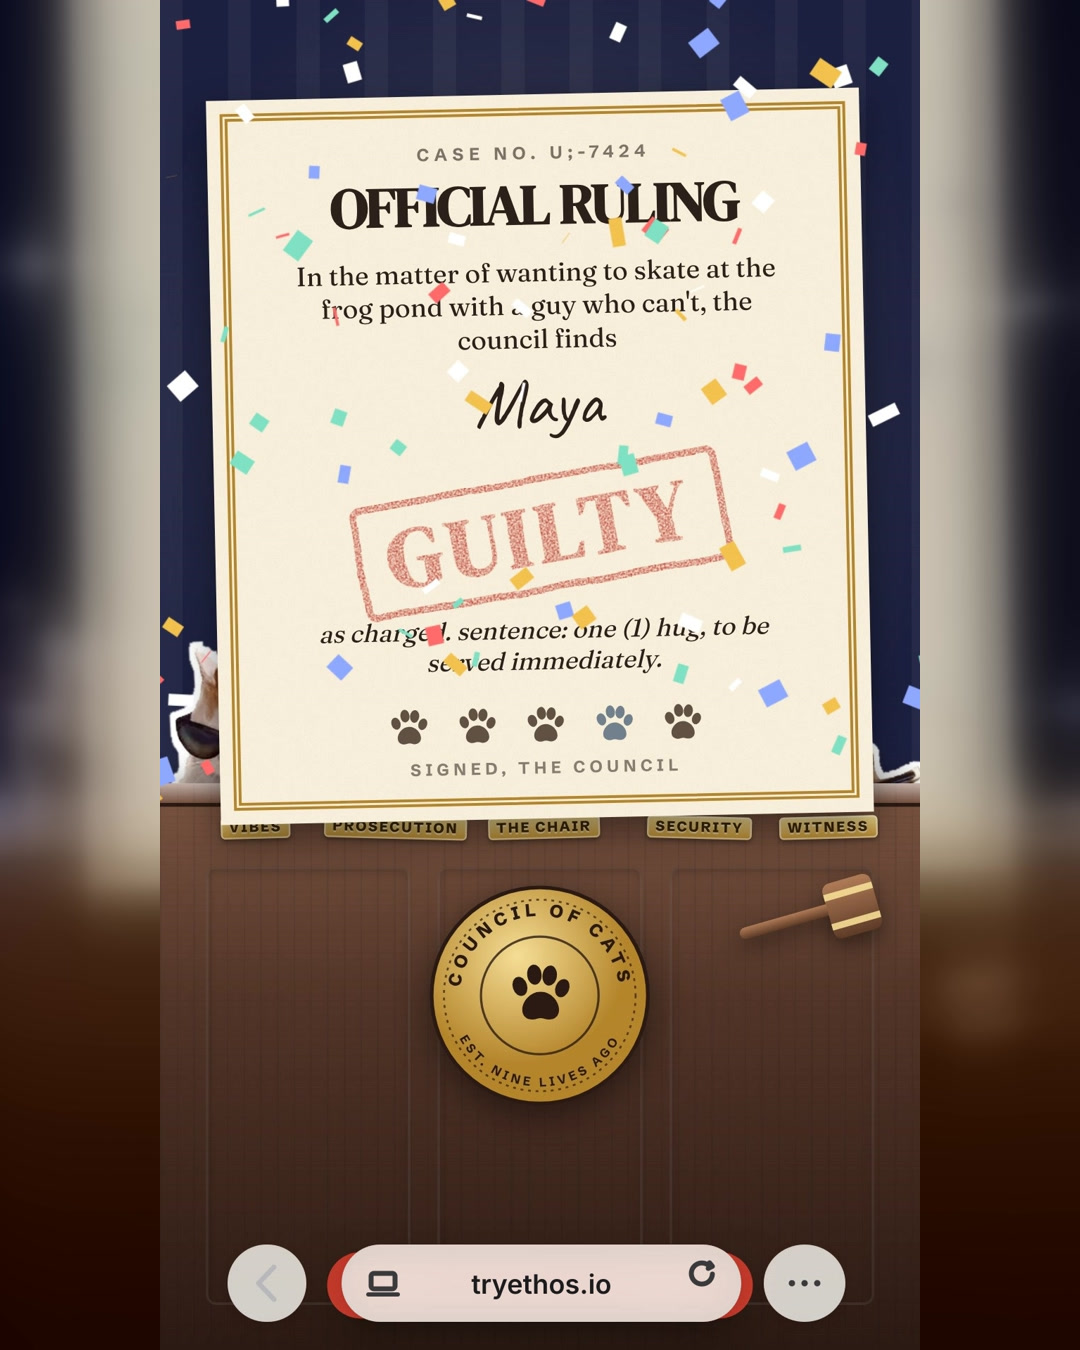 CASE NO. U;-7424
OFFICIAL RULING
In the matter of wanting to skate at the
frog pond with a guy who can't, the
council finds
Maya
GUILTY
as charged. sentence: one (1) hug, to be
served immediately.
SIGNED, THE COUNCIL
VIBES
PROSECUTION
THE CHAIR
SECURITY
WITNESS
COUNCIL OF CATS
EST. NINE LIVES AGO
tryethos.io